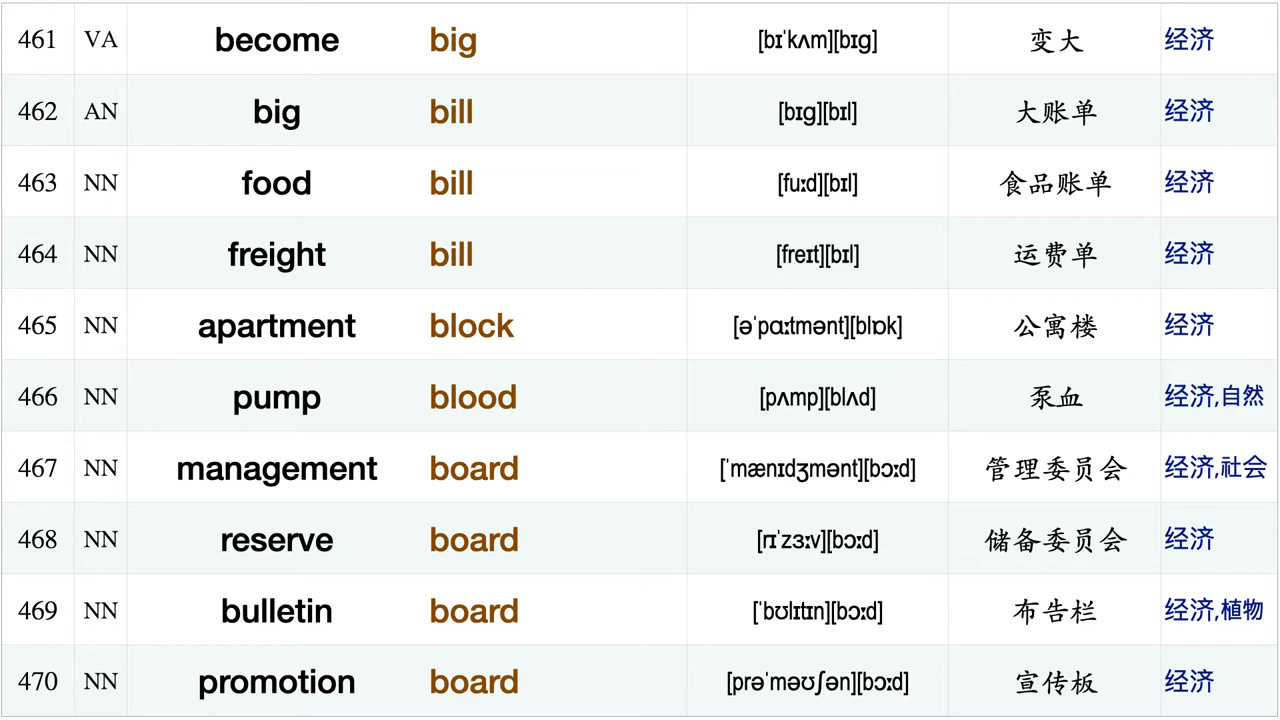 461 VA become big [bɪˈkʌm][bɪɡ] 变大 经济
462 AN big bill [bɪɡ][bɪl] 大账单 经济
463 NN food bill [fuːd][bɪl] 食品账单 经济
464 NN freight bill [freɪt][bɪl] 运费单 经济
465 NN apartment block [əˈpɑːtmənt][blɒk] 公寓楼 经济
466 NN pump blood [pʌmp][blʌd] 泵血 经济,自然
467 NN management board [ˈmænɪdʒmənt][bɔːd] 管理委员会 经济,社会
468 NN reserve board [rɪˈzɜːv][bɔːd] 储备委员会 经济
469 NN bulletin board [ˈbʊlɪtɪn][bɔːd] 布告栏 经济,植物
470 NN promotion board [prəˈməʊʃən][bɔːd] 宣传板 经济